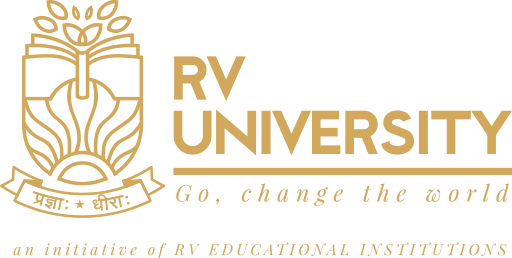 RV
UNIVERSITY
Go, change the world
प्रज्ञाः ★ धीराः
an initiative of RV EDUCATIONAL INSTITUTIONS